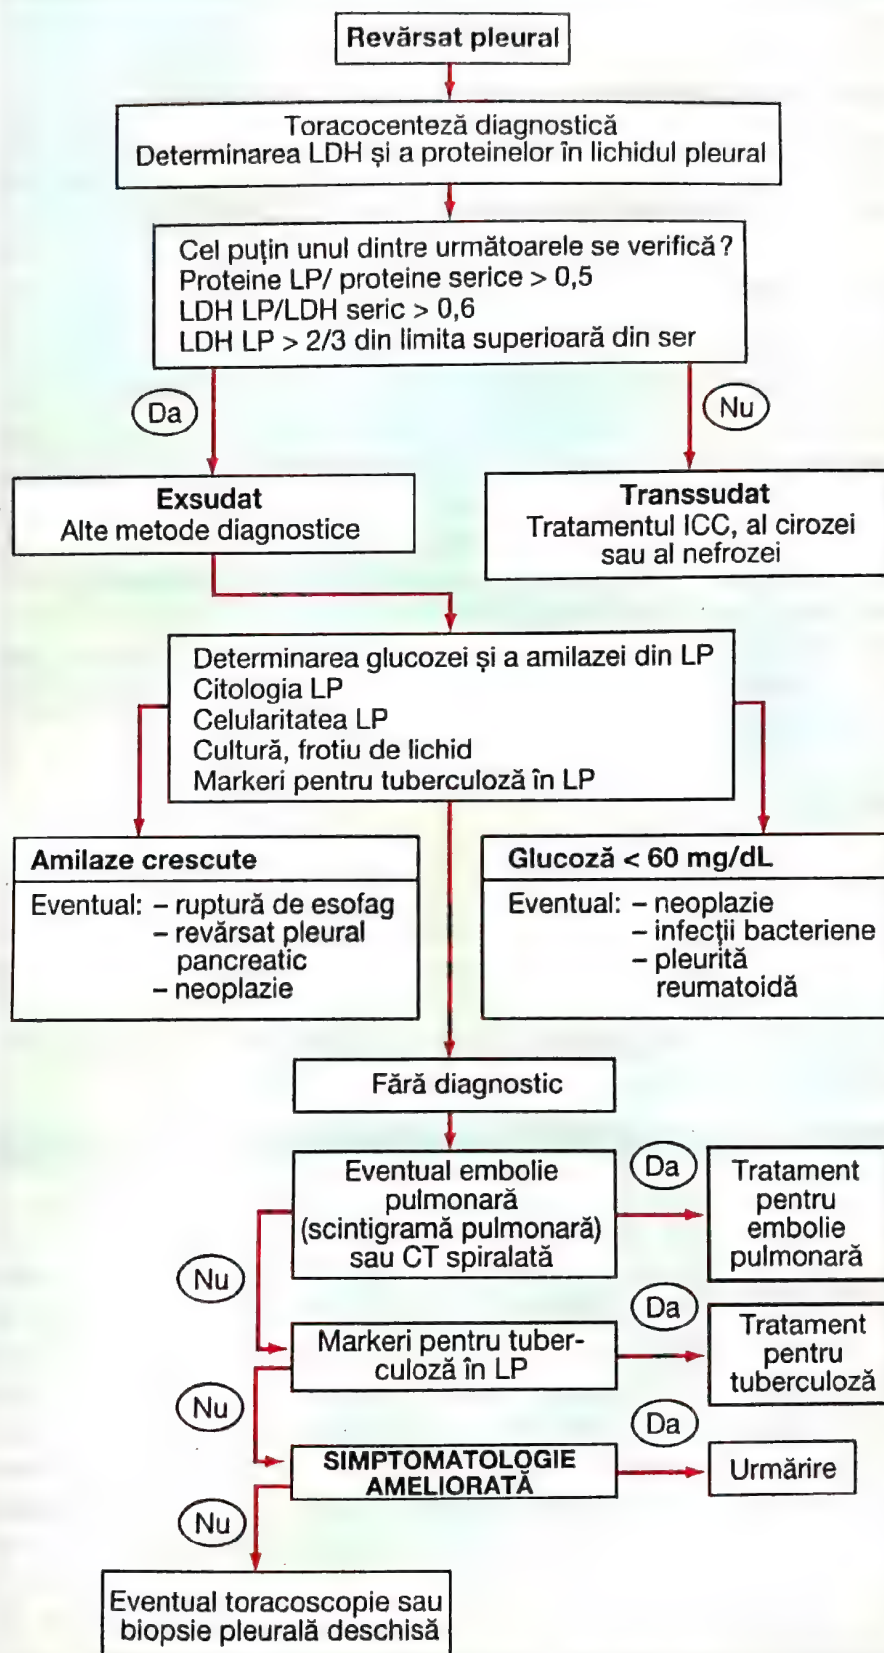 Revărsat pleural
Toracocenteză diagnostică
Determinarea LDH și a proteinelor în lichidul pleural
Cel puțin unul dintre următoarele se verifică?
Proteine LP/ proteine serice > 0,5
LDH LP/LDH seric > 0,6
LDH LP > 2/3 din limita superioară din ser
Da
Nu
Exsudat
Alte metode diagnostice
Transsudat
Tratamentul ICC, al cirozei
sau al nefrozei
Determinarea glucozei și a amilazei din LP
Citologia LP
Celularitatea LP
Cultură, frotiu de lichid
Markeri pentru tuberculoză în LP
Amilaze crescute
Eventual: – ruptură de esofag
– revărsat pleural
pancreatic
– neoplazie
Glucoză < 60 mg/dL
Eventual: – neoplazie
– infecții bacteriene
– pleurită
reumatoidă
Fără diagnostic
Eventual embolie
pulmonară
(scintigramă pulmonară)
sau CT spiralată
Da
Tratament
pentru
embolie
pulmonară
Nu
Markeri pentru tuber-
culoză în LP
Da
Tratament
pentru
tuberculoză
Nu
SIMPTOMATOLOGIE
AMELIORATĂ
Da
Urmărire
Nu
Eventual toracoscopie sau
biopsie pleurală deschisă